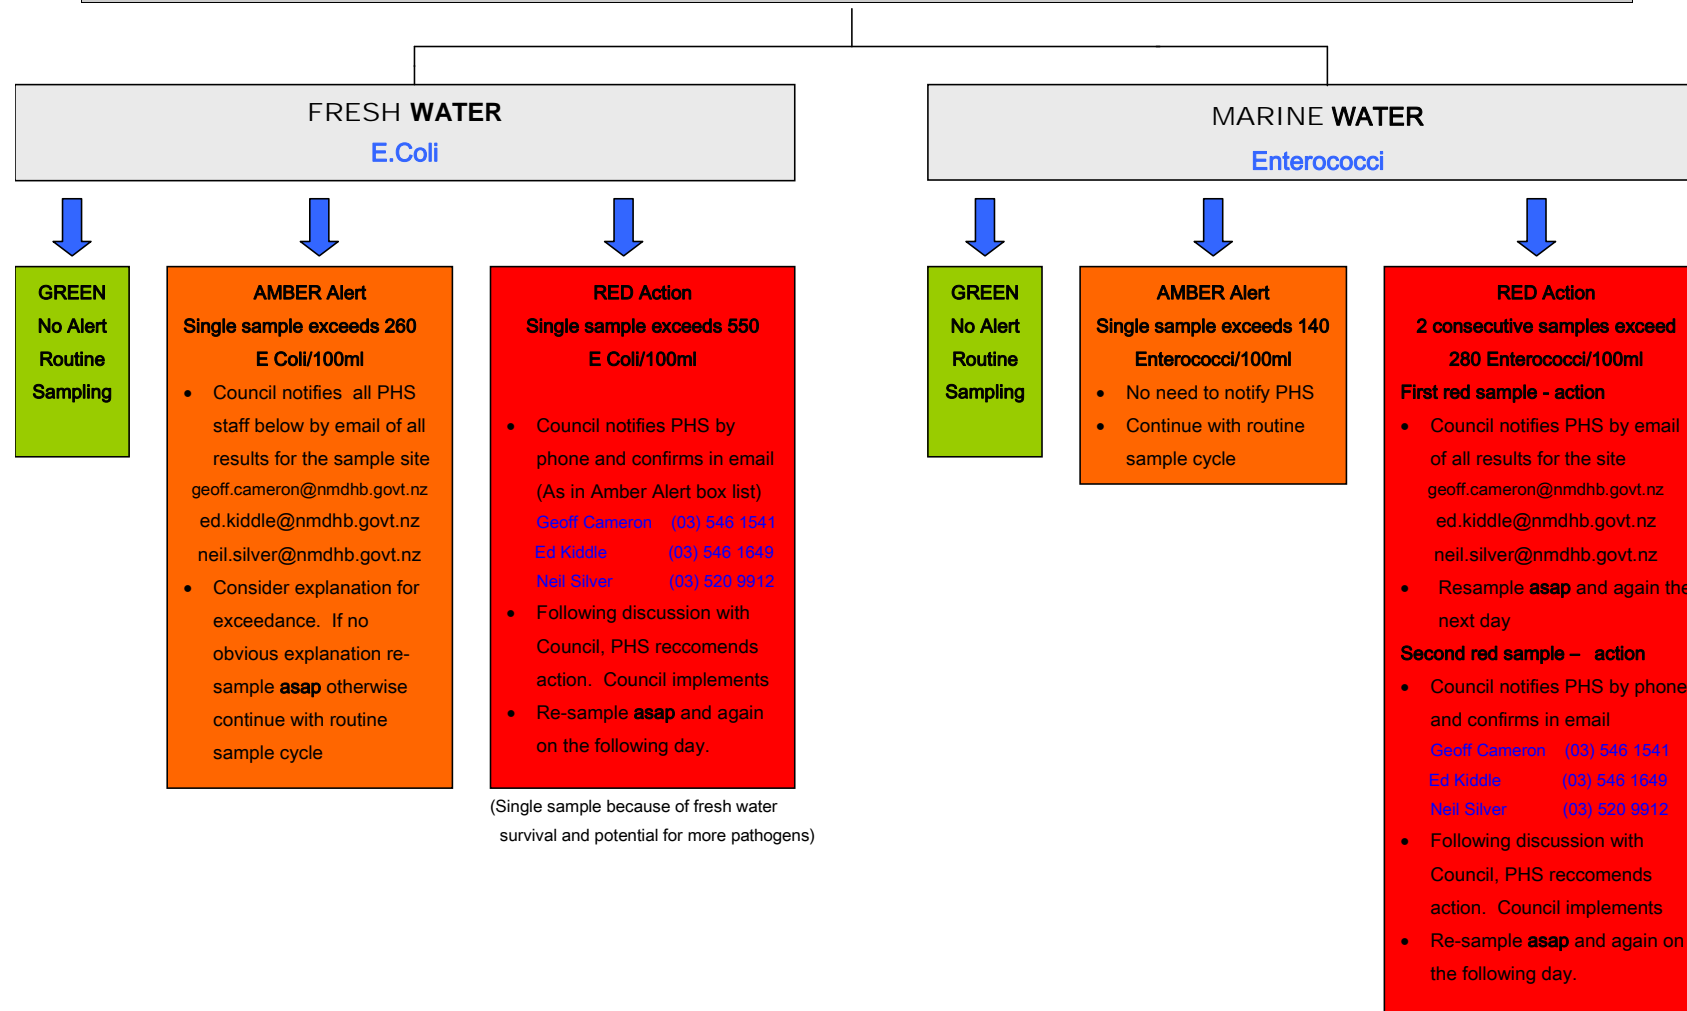 FRESH WATER
E.Coli
GREEN
No Alert
Routine
Sampling
AMBER Alert
Single sample exceeds 260
E Coli/100ml
• Council notifies all PHS
staff below by email of all
results for the sample site
geoff.cameron@nmdhb.govt.nz
ed.kiddle@nmdhb.govt.nz
neil.silver@nmdhb.govt.nz
• Consider explanation for
exceedance. If no
obvious explanation re-
sample asap otherwise
continue with routine
sample cycle
RED Action
Single sample exceeds 550
E Coli/100ml
• Council notifies PHS by
phone and confirms in email
(As in Amber Alert box list)
Geoff Cameron (03) 546 1541
Ed Kiddle (03) 546 1649
Neil Silver (03) 520 9912
• Following discussion with
Council, PHS reccomends
action. Council implements
• Re-sample asap and again
on the following day.
(Single sample because of fresh water
survival and potential for more pathogens)
MARINE WATER
Enterococci
GREEN
No Alert
Routine
Sampling
AMBER Alert
Single sample exceeds 140
Enterococci/100ml
• No need to notify PHS
• Continue with routine
sample cycle
RED Action
2 consecutive samples exceed
280 Enterococci/100ml
First red sample - action
• Council notifies PHS by email
of all results for the site
geoff.cameron@nmdhb.govt.nz
ed.kiddle@nmdhb.govt.nz
neil.silver@nmdhb.govt.nz
• Resample asap and again the
next day
Second red sample – action
• Council notifies PHS by phone
and confirms in email
Geoff Cameron (03) 546 1541
Ed Kiddle (03) 546 1649
Neil Silver (03) 520 9912
• Following discussion with
Council, PHS reccomends
action. Council implements
• Re-sample asap and again on
the following day.